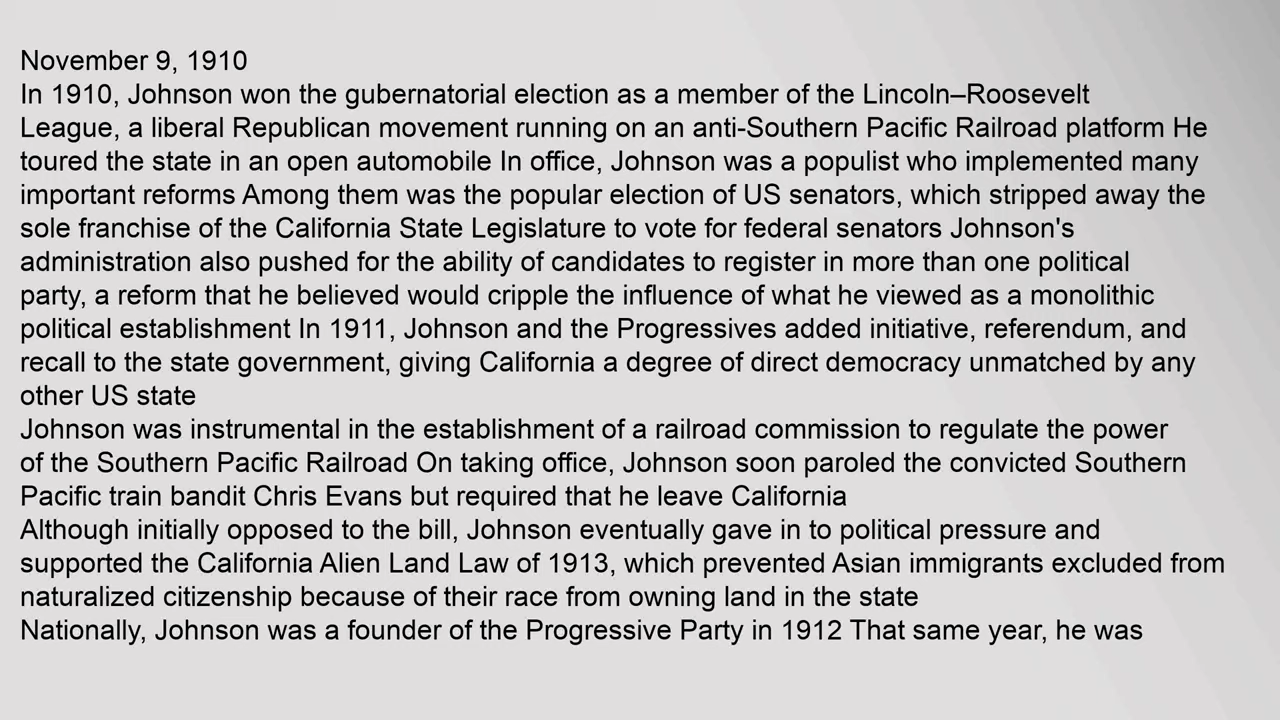 November 9, 1910
In 1910, Johnson won the gubernatorial election as a member of the Lincoln–Roosevelt
League, a liberal Republican movement running on an anti-Southern Pacific Railroad platform He
toured the state in an open automobile In office, Johnson was a populist who implemented many
important reforms Among them was the popular election of US senators, which stripped away the
sole franchise of the California State Legislature to vote for federal senators Johnson's
administration also pushed for the ability of candidates to register in more than one political
party, a reform that he believed would cripple the influence of what he viewed as a monolithic
political establishment In 1911, Johnson and the Progressives added initiative, referendum, and
recall to the state government, giving California a degree of direct democracy unmatched by any
other US state
Johnson was instrumental in the establishment of a railroad commission to regulate the power
of the Southern Pacific Railroad On taking office, Johnson soon paroled the convicted Southern
Pacific train bandit Chris Evans but required that he leave California
Although initially opposed to the bill, Johnson eventually gave in to political pressure and
supported the California Alien Land Law of 1913, which prevented Asian immigrants excluded from
naturalized citizenship because of their race from owning land in the state
Nationally, Johnson was a founder of the Progressive Party in 1912 That same year, he was